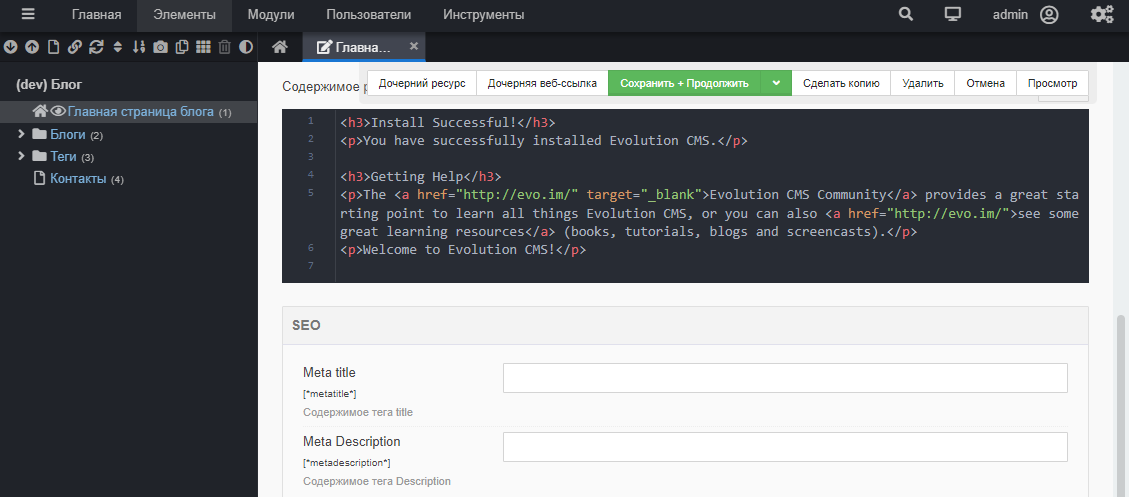 Главная Элементы Модули Пользователи Инструменты admin
Главна... ×
(dev) Блог
Главная страница блога (1)
Блоги (2)
Теги (3)
Контакты (4)
Содержимое р
Дочерний ресурс Дочерняя веб-ссылка Сохранить + Продолжить Сделать копию Удалить Отмена Просмотр
1 <h3>Install Successful!</h3>
2 <p>You have successfully installed Evolution CMS.</p>
3
4 <h3>Getting Help</h3>
5 <p>The <a href="http://evo.im/" target="_blank">Evolution CMS Community</a> provides a great sta
rting point to learn all things Evolution CMS, or you can also <a href="http://evo.im/">see some
great learning resources</a> (books, tutorials, blogs and screencasts).</p>
6 <p>Welcome to Evolution CMS!</p>
7
SEO
Meta title
[*metatitle*]
Содержимое тега title
Meta Description
[*metadescription*]
Содержимое тега Description